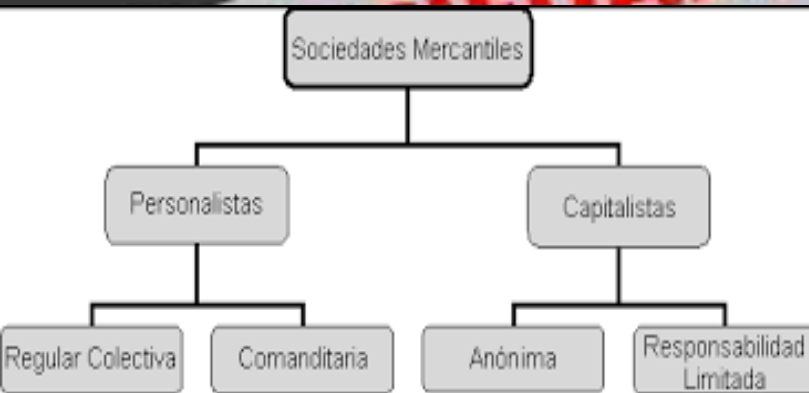 Sociedades Mercantiles
Personalistas
Capitalistas
Regular Colectiva
Comanditaria
Anónima
Responsabilidad
Limitada